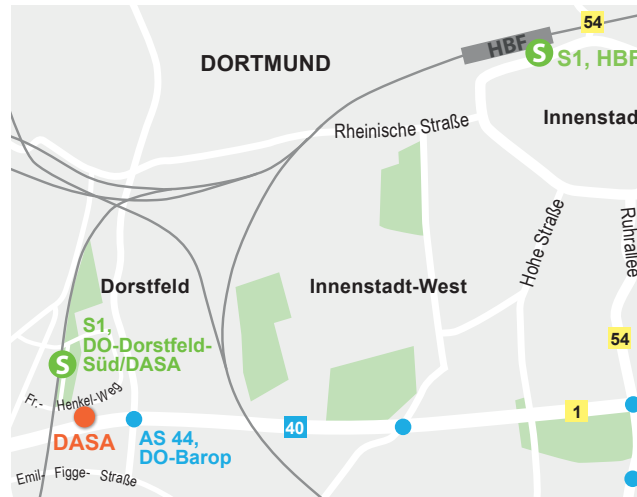 54
HBF
S
S1, HBF
DORTMUND
Rheinische Straße
Innenstad
Hohe Straße
Ruhrallee
Dorstfeld
Innenstadt-West
54
S
S1,
DO-Dorstfeld-
Süd/DASA
Fr.- Henkel-Weg
DASA
AS 44,
DO-Barop
40
1
Emil- Figge- Straße